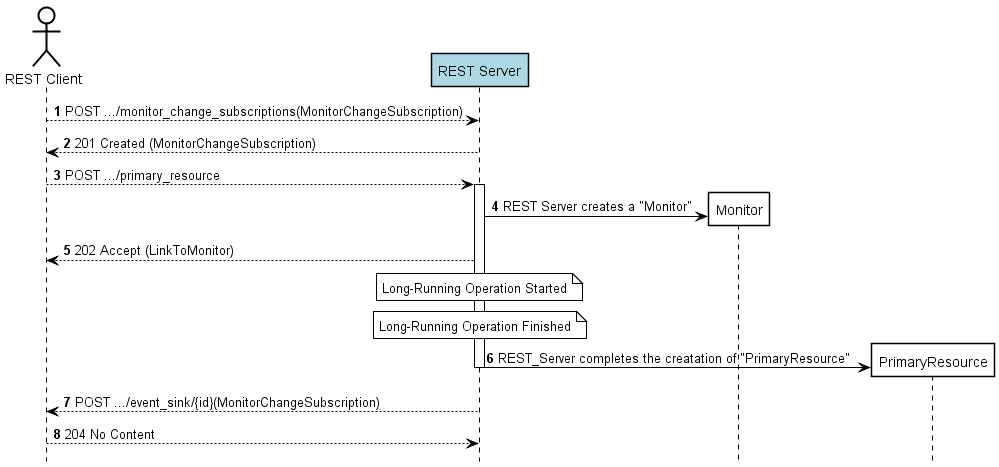 REST Client
REST Server
1 POST .../monitor_change_subscriptions(MonitorChangeSubscription)
2 201 Created (MonitorChangeSubscription)
3 POST .../primary_resource
4 REST Server creates a "Monitor"
Monitor
5 202 Accept (LinkToMonitor)
Long-Running Operation Started
Long-Running Operation Finished
6 REST_Server completes the creatation of "PrimaryResource"
PrimaryResource
7 POST .../event_sink/{id}(MonitorChangeSubscription)
8 204 No Content